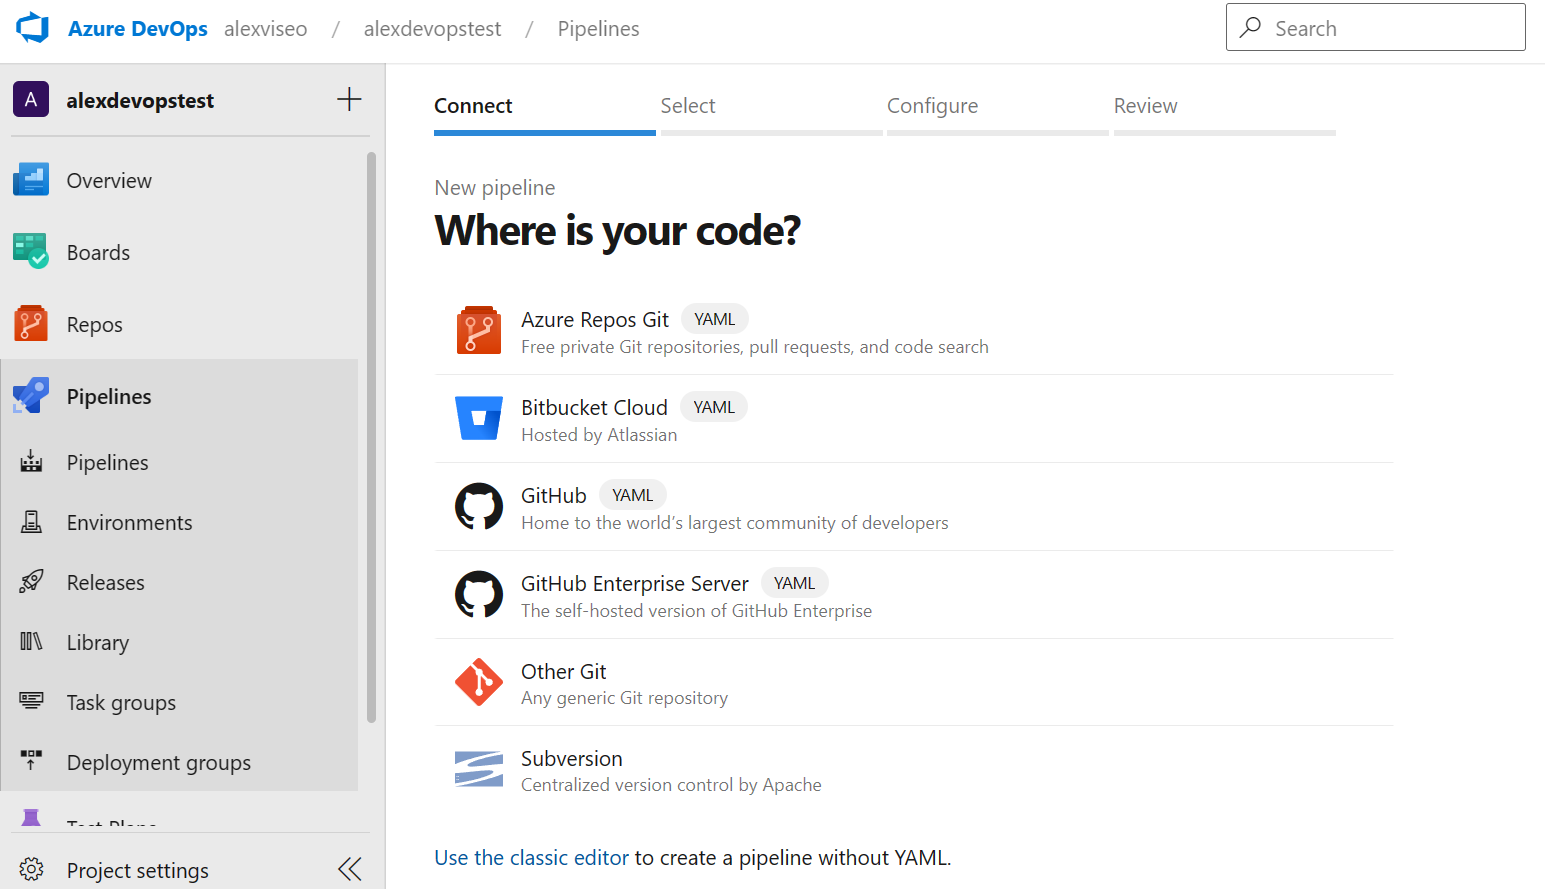 Azure DevOps alexviseo / alexdevopstest / Pipelines
Search
A alexdevopstest
Overview
Boards
Repos
Pipelines
Pipelines
Environments
Releases
Library
Task groups
Deployment groups
Test Plans
Project settings
Connect Select Configure Review
New pipeline
Where is your code?
Azure Repos Git YAML
Free private Git repositories, pull requests, and code search
Bitbucket Cloud YAML
Hosted by Atlassian
GitHub YAML
Home to the world’s largest community of developers
GitHub Enterprise Server YAML
The self-hosted version of GitHub Enterprise
Other Git
Any generic Git repository
Subversion
Centralized version control by Apache
Use the classic editor to create a pipeline without YAML.